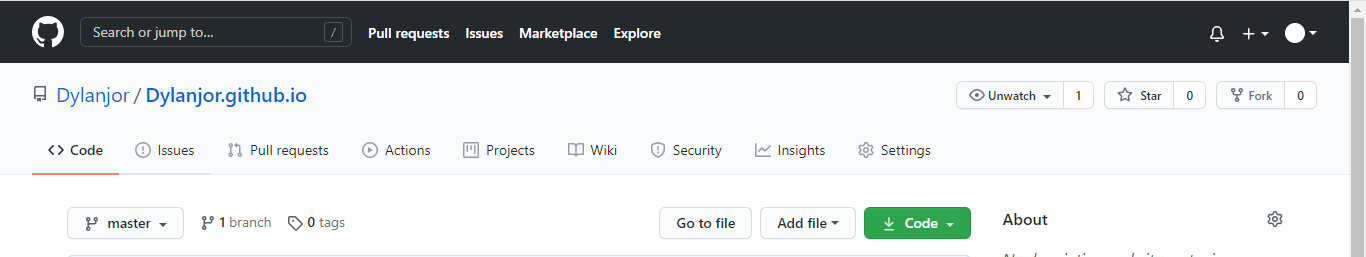 Search or jump to... / Pull requests Issues Marketplace Explore
Dylanjor / Dylanjor.github.io Unwatch 1 Star 0 Fork 0
Code Issues Pull requests Actions Projects Wiki Security Insights Settings
master 1 branch 0 tags Go to file Add file Code About